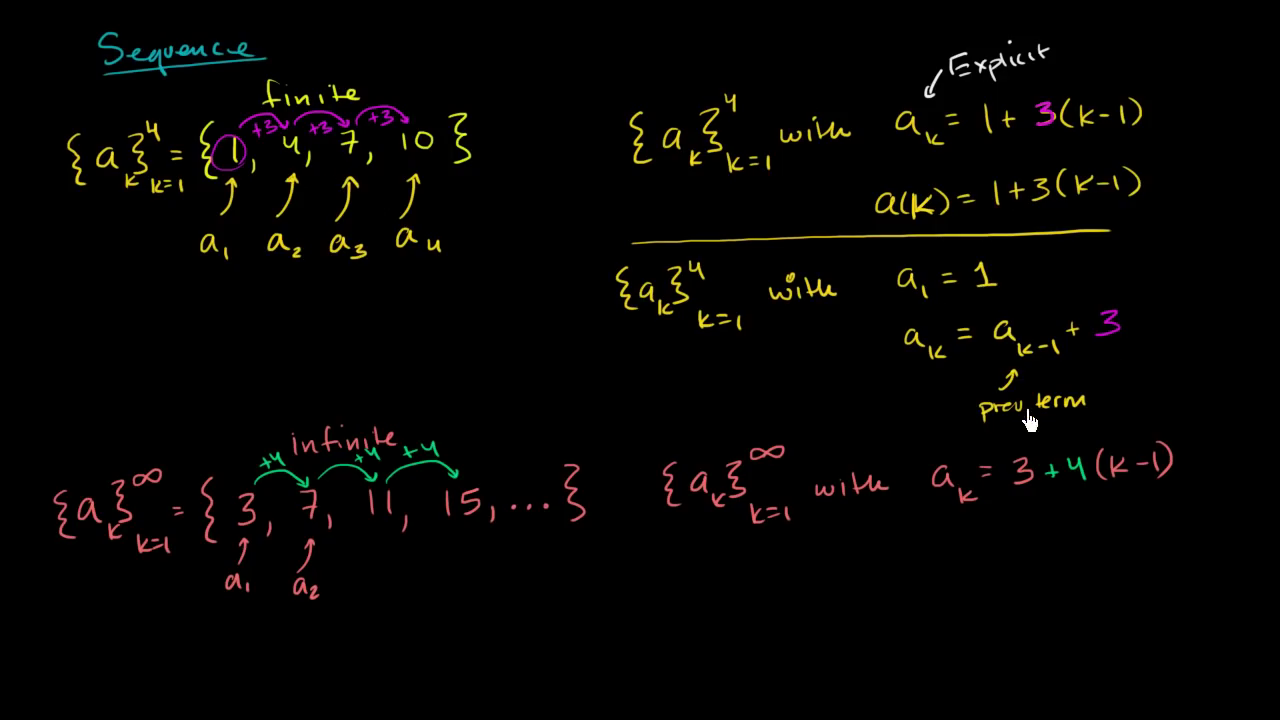 Sequence
finite
{a_k}_{k=1}^4 = {1, 4, 7, 10}
+3 +3 +3
a_1 a_2 a_3 a_4
Explicit
{a_k}_{k=1}^4 with a_k = 1 + 3(k-1)
a(k) = 1 + 3(k-1)
{a_k}_{k=1}^4 with a_1 = 1
a_k = a_{k-1} + 3
prev term
infinite
+4 +4 +4
{a_k}_{k=1}^∞ = {3, 7, 11, 15, ...}
a_1 a_2
{a_k}_{k=1}^∞ with a_k = 3 + 4(k-1)